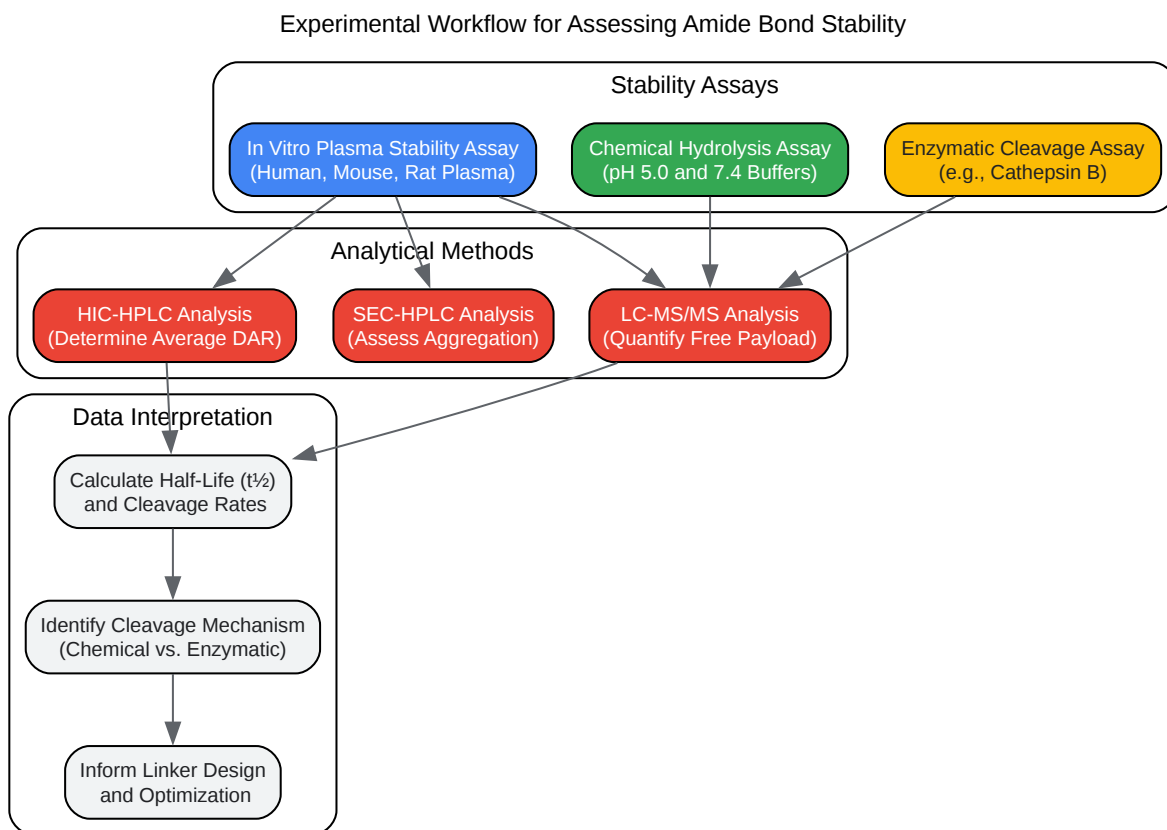 Experimental Workflow for Assessing Amide Bond Stability
Stability Assays
In Vitro Plasma Stability Assay
(Human, Mouse, Rat Plasma)
Chemical Hydrolysis Assay
(pH 5.0 and 7.4 Buffers)
Enzymatic Cleavage Assay
(e.g., Cathepsin B)
Analytical Methods
HIC-HPLC Analysis
(Determine Average DAR)
SEC-HPLC Analysis
(Assess Aggregation)
LC-MS/MS Analysis
(Quantify Free Payload)
Data Interpretation
Calculate Half-Life (t½)
and Cleavage Rates
Identify Cleavage Mechanism
(Chemical vs. Enzymatic)
Inform Linker Design
and Optimization